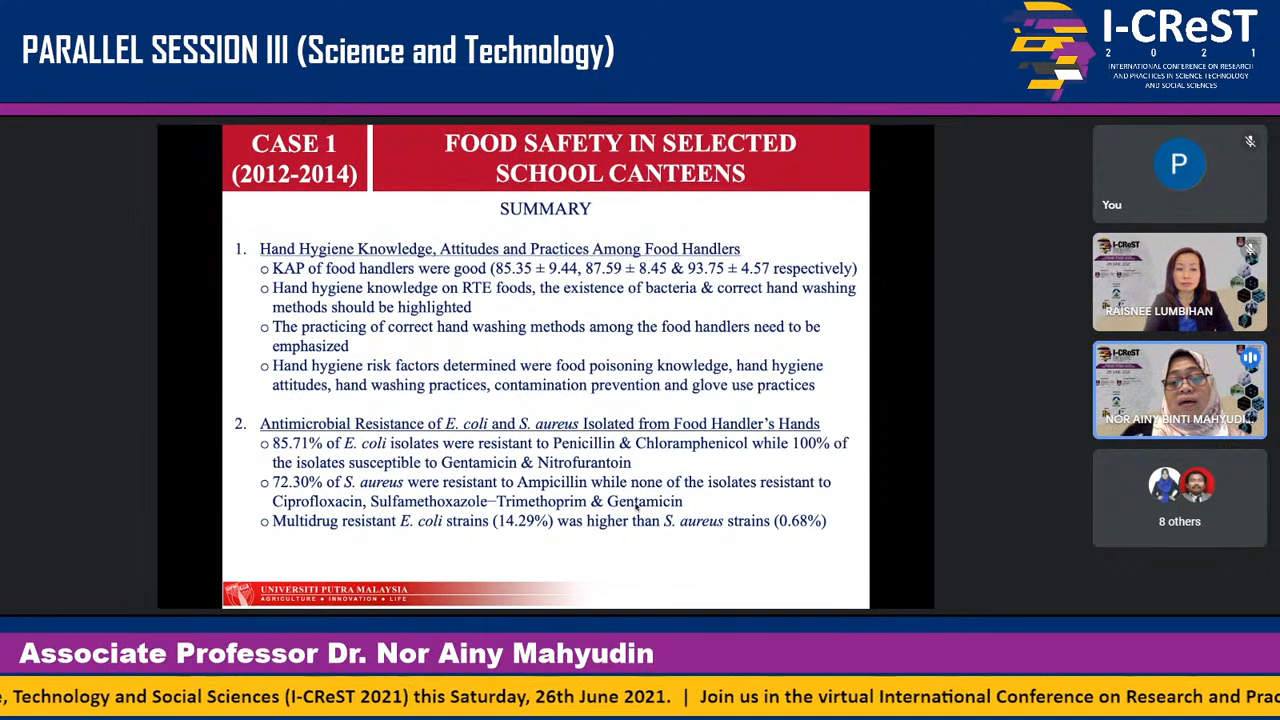 PARALLEL SESSION III (Science and Technology)
I-CReST
2 0 2 1
INTERNATIONAL CONFERENCE ON RESEARCH
AND PRACTICES IN SCIENCE TECHNOLOGY
AND SOCIAL SCIENCES
CASE 1
(2012-2014)
FOOD SAFETY IN SELECTED
SCHOOL CANTEENS
SUMMARY
1. Hand Hygiene Knowledge, Attitudes and Practices Among Food Handlers
o KAP of food handlers were good (85.35 ± 9.44, 87.59 ± 8.45 & 93.75 ± 4.57 respectively)
o Hand hygiene knowledge on RTE foods, the existence of bacteria & correct hand washing
methods should be highlighted
o The practicing of correct hand washing methods among the food handlers need to be
emphasized
o Hand hygiene risk factors determined were food poisoning knowledge, hand hygiene
attitudes, hand washing practices, contamination prevention and glove use practices
2. Antimicrobial Resistance of E. coli and S. aureus Isolated from Food Handler’s Hands
o 85.71% of E. coli isolates were resistant to Penicillin & Chloramphenicol while 100% of
the isolates susceptible to Gentamicin & Nitrofurantoin
o 72.30% of S. aureus were resistant to Ampicillin while none of the isolates resistant to
Ciprofloxacin, Sulfamethoxazole–Trimethoprim & Gentamicin
o Multidrug resistant E. coli strains (14.29%) was higher than S. aureus strains (0.68%)
UNIVERSITI PUTRA MALAYSIA
AGRICULTURE • INNOVATION • LIFE
P
You
I-CReST
RAISNEE LUMBIHAN
I-CReST
NOR AINY BINTI MAHYUDI...
8 others
Associate Professor Dr. Nor Ainy Mahyudin
e, Technology and Social Sciences (I-CReST 2021) this Saturday, 26th June 2021. | Join us in the virtual International Conference on Research and Prac